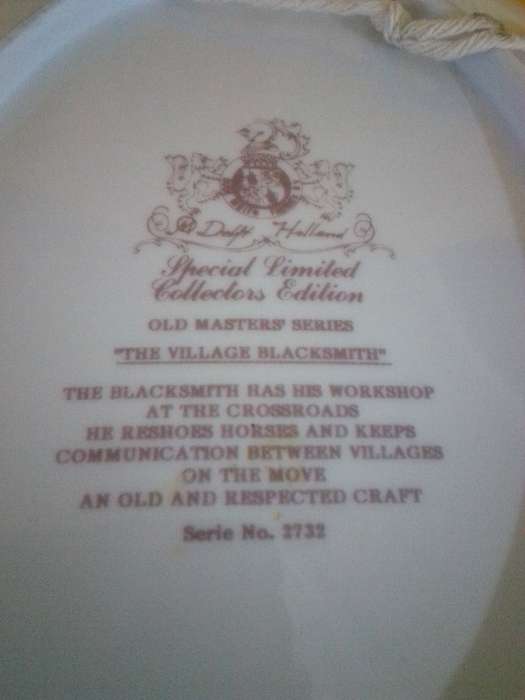 Delft Holland
Special Limited
Collectors Edition
OLD MASTERS' SERIES
"THE VILLAGE BLACKSMITH"
THE BLACKSMITH HAS HIS WORKSHOP
AT THE CROSSROADS
HE RESHOES HORSES AND KEEPS
COMMUNICATION BETWEEN VILLAGES
ON THE MOVE
AN OLD AND RESPECTED CRAFT
Serie No. 2732